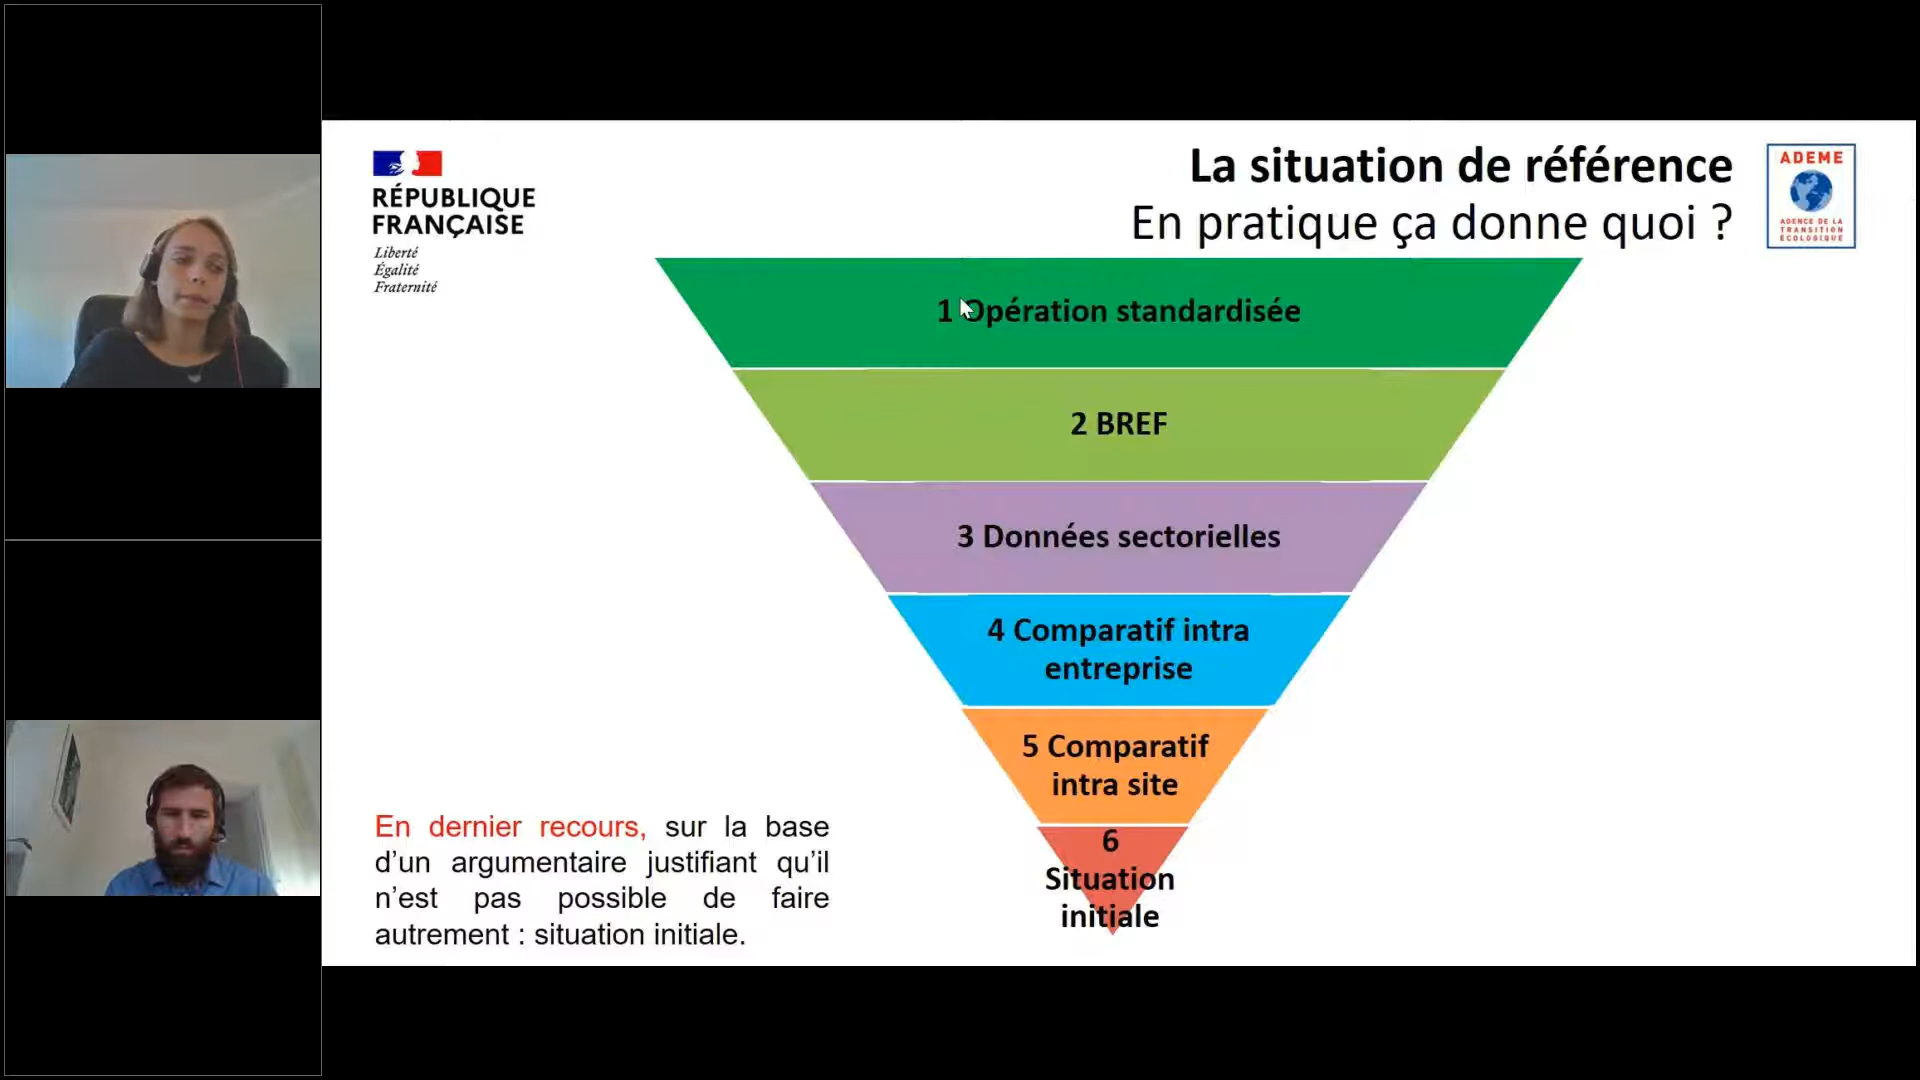 RÉPUBLIQUE
FRANÇAISE
Liberté
Égalité
Fraternité
La situation de référence
En pratique ça donne quoi ?
ADEME
AGENCE DE LA
TRANSITION
ÉCOLOGIQUE
1 Opération standardisée
2 BREF
3 Données sectorielles
4 Comparatif intra
entreprise
5 Comparatif
intra site
6
Situation
initiale
En dernier recours, sur la base
d’un argumentaire justifiant qu’il
n’est pas possible de faire
autrement : situation initiale.